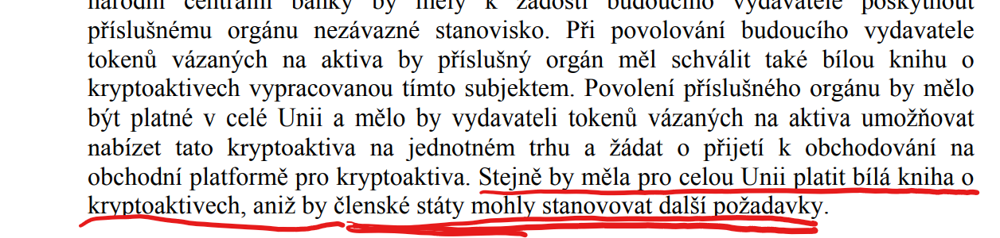 národní centrální banky by měly k žádosti budoucího vydavatele poskytnout
příslušnému orgánu nezávazné stanovisko. Při povolování budoucího vydavatele
tokenů vázaných na aktiva by příslušný orgán měl schválit také bílou knihu o
kryptoaktivech vypracovanou tímto subjektem. Povolení příslušného orgánu by mělo
být platné v celé Unii a mělo by vydavateli tokenů vázaných na aktiva umožňovat
nabízet tato kryptoaktiva na jednotném trhu a žádat o přijetí k obchodování na
obchodní platformě pro kryptoaktiva. Stejně by měla pro celou Unii platit bílá kniha o
kryptoaktivech, aniž by členské státy mohly stanovovat další požadavky.